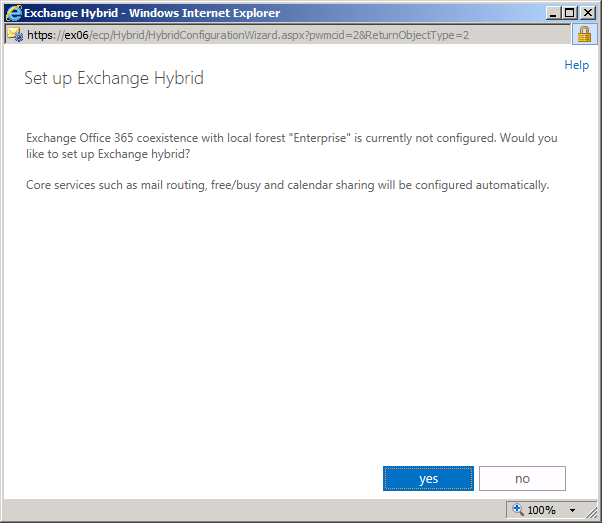 Exchange Hybrid - Windows Internet Explorer
https://ex06/ecp/Hybrid/HybridConfigurationWizard.aspx?pwmcid=2&ReturnObjectType=2
Help
Set up Exchange Hybrid
Exchange Office 365 coexistence with local forest "Enterprise" is currently not configured. Would you
like to set up Exchange hybrid?
Core services such as mail routing, free/busy and calendar sharing will be configured automatically.
yes
no
100%